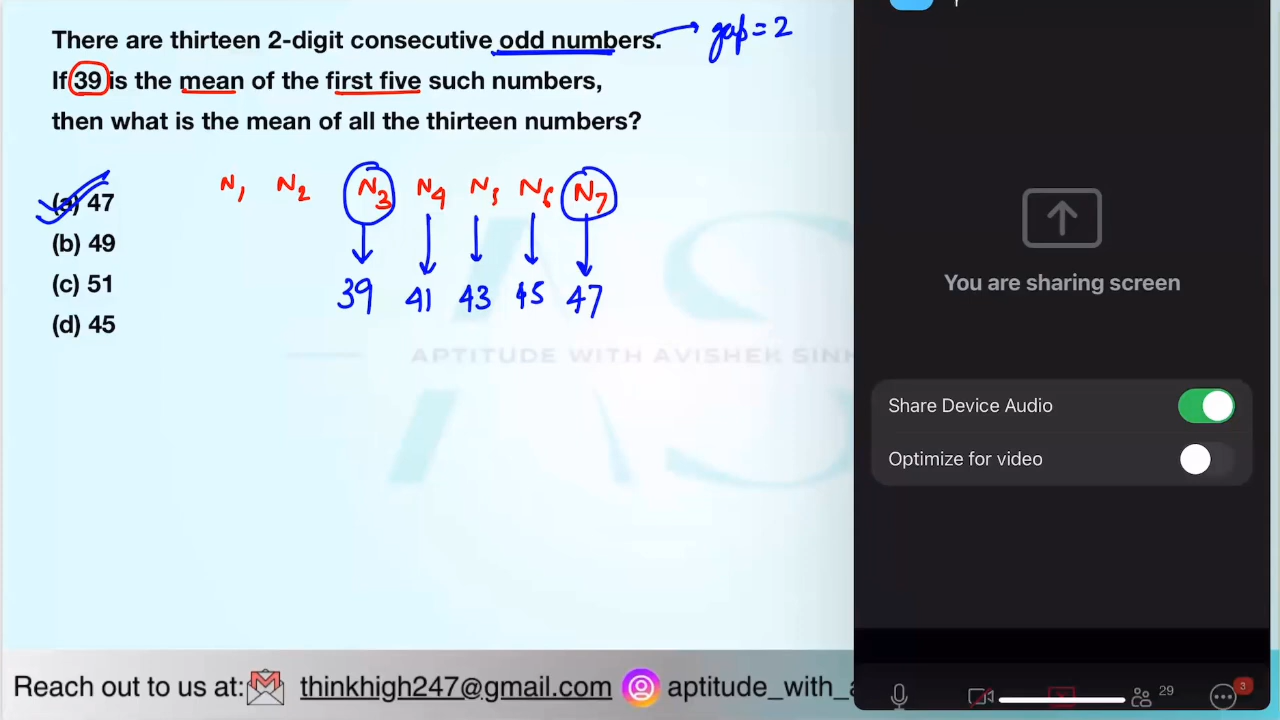 There are thirteen 2-digit consecutive odd numbers. → gap = 2
If 39 is the mean of the first five such numbers,
then what is the mean of all the thirteen numbers?
N1 N2 N3 N4 N5 N6 N7
(a) 47
(b) 49
(c) 51
(d) 45
39 41 43 45 47
APTITUDE WITH AVISHEK SINH
You are sharing screen
Share Device Audio
Optimize for video
Reach out to us at: thinkhigh247@gmail.com aptitude_with_a
29
3